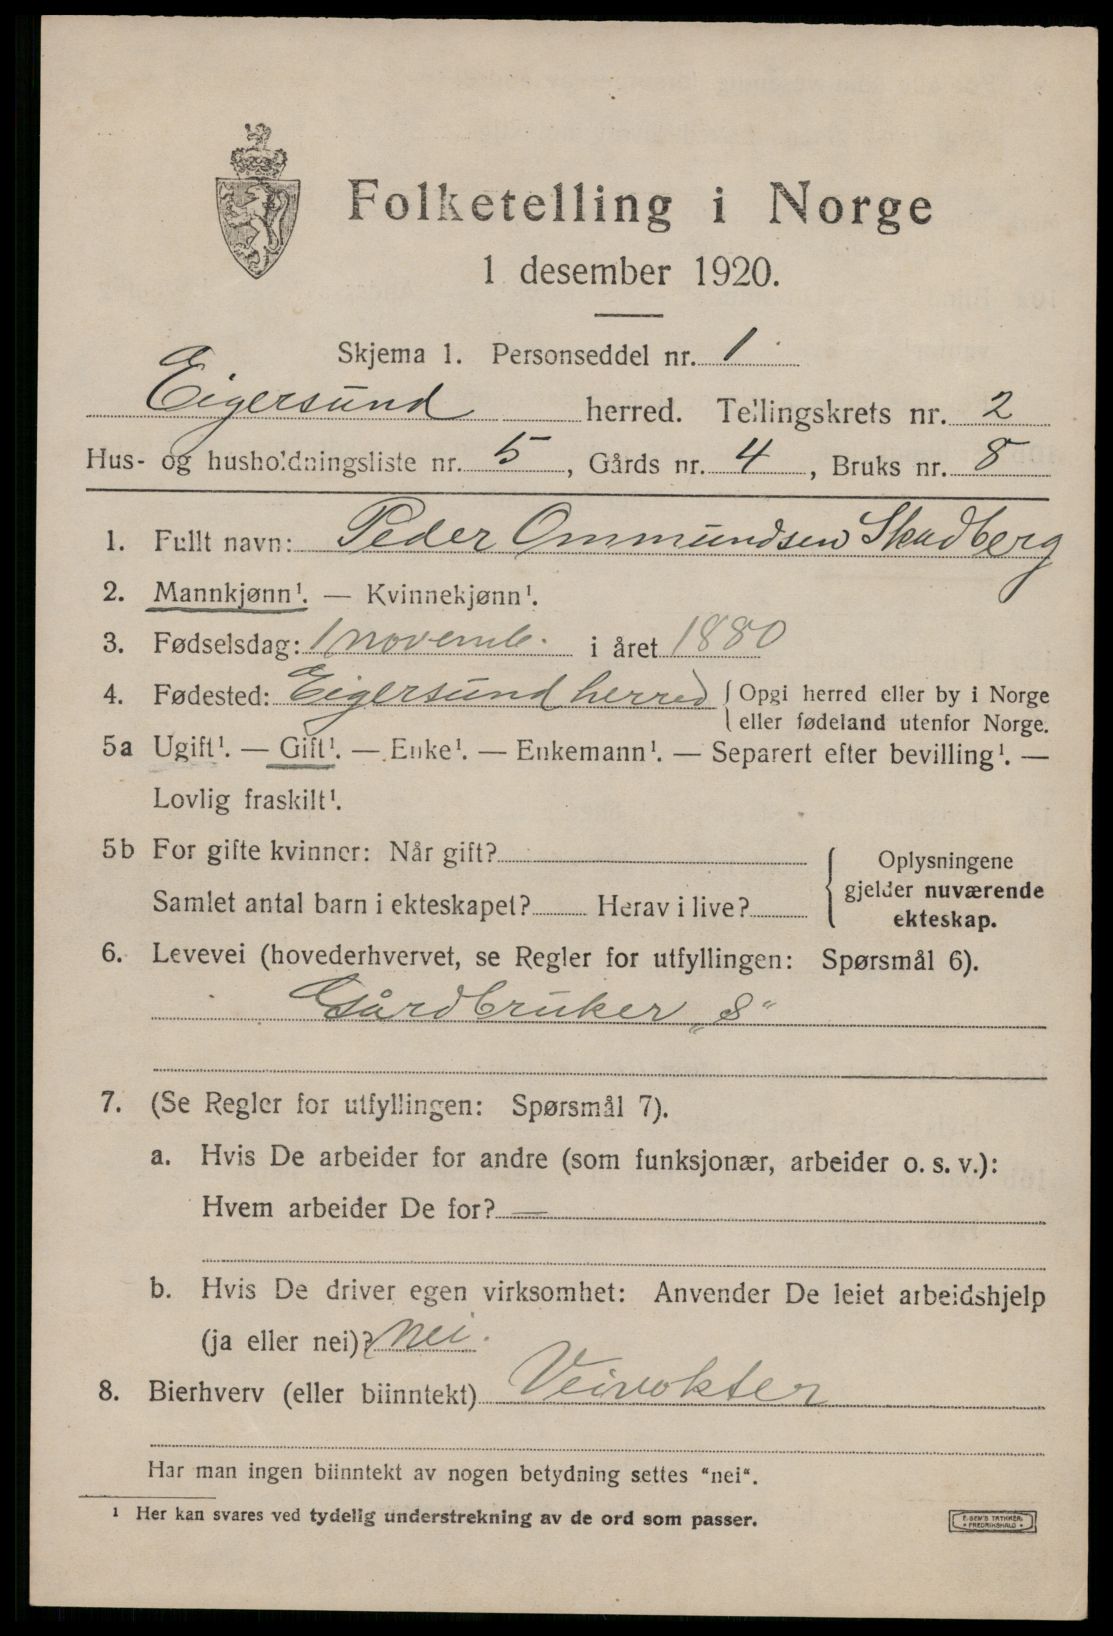 Folketelling i Norge
1 desember 1920.
Skjema 1. Personseddel nr. 1
Eigersund herred. Tellingskrets nr. 2
Hus- og husholdningsliste nr. 5, Gårds nr. 4, Bruks nr. 8
1. Fullt navn: Peder Ommundsen Skadberg
2. Mannkjønn¹. — Kvinnekjønn¹.
3. Fødselsdag: 1 novemb. i året 1880
4. Fødested: Eigersund herred { Opgi herred eller by i Norge
eller fødeland utenfor Norge.
5a Ugift¹. — Gift¹. — Enke¹. — Enkemann¹. — Separert efter bevilling¹. —
Lovlig fraskilt¹.
5b For gifte kvinner: Når gift?
Samlet antal barn i ekteskapet? Herav i live?
{ Oplysningene
gjelder nuværende
ekteskap.
6. Levevei (hovederhvervet, se Regler for utfyllingen: Spørsmål 6).
Gårdbruker „S“
7. (Se Regler for utfyllingen: Spørsmål 7).
a. Hvis De arbeider for andre (som funksjonær, arbeider o. s. v.):
Hvem arbeider De for? —
b. Hvis De driver egen virksomhet: Anvender De leiet arbeidshjelp
(ja eller nei)? nei.
8. Bierhverv (eller biinntekt) Veivokter
Har man ingen biinntekt av nogen betydning settes "nei".
¹ Her kan svares ved tydelig understrekning av de ord som passer.
E. SEM'S TRYKKERI
FREDRIKSHALD